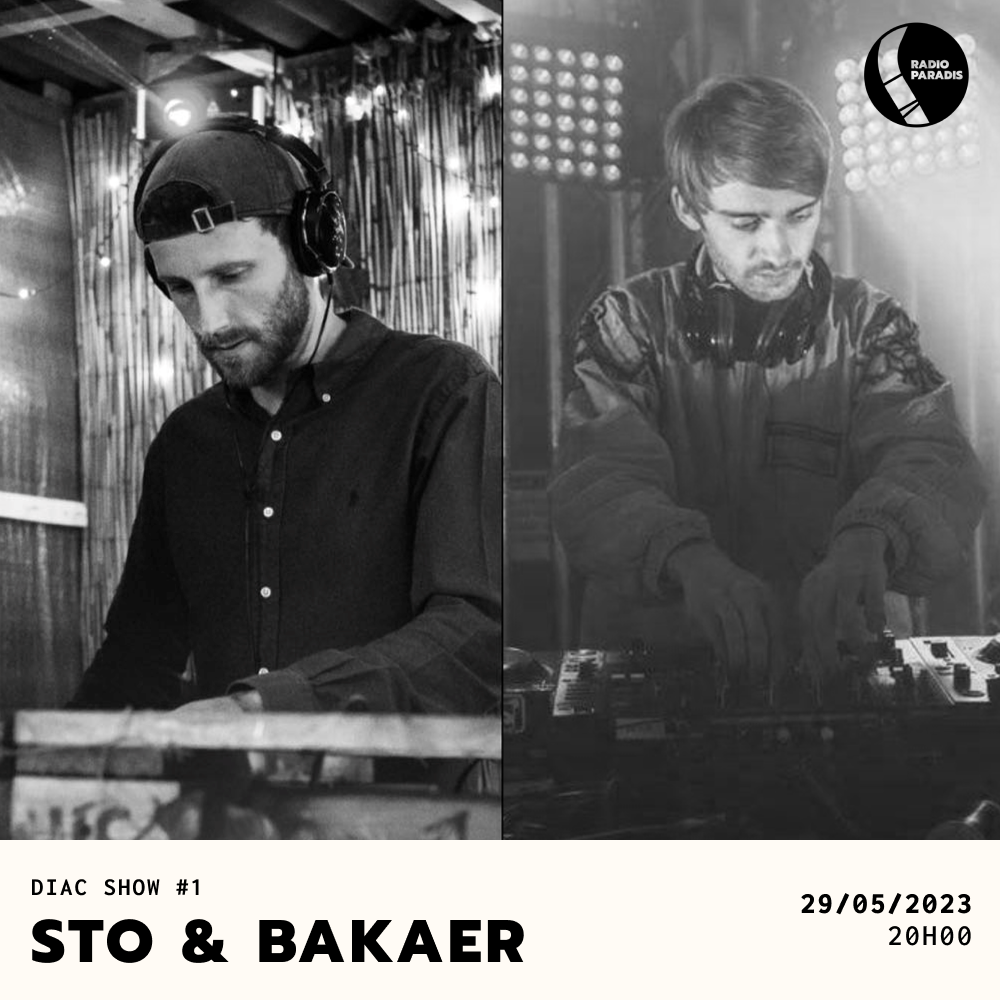 RADIO
PARADIS
DIAC SHOW #1
STO & BAKAER
29/05/2023
20H00